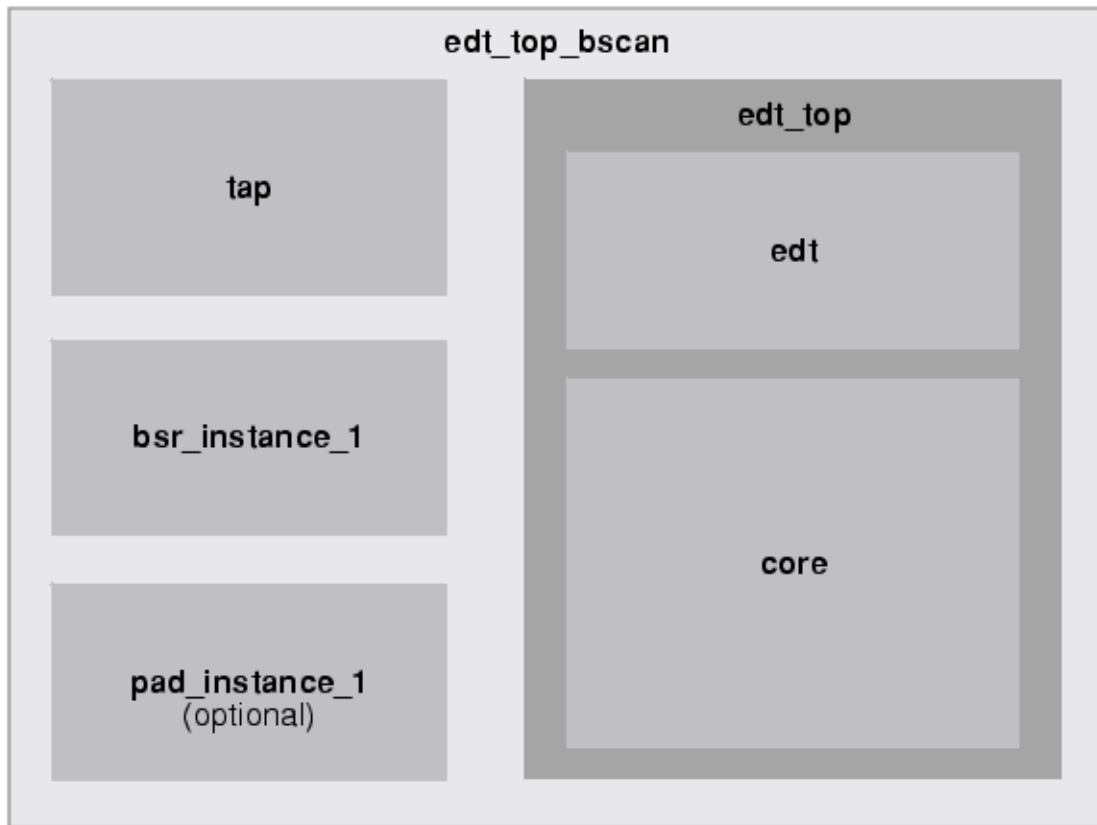 edt_top_bscan
tap
bsr_instance_1
pad_instance_1
(optional)
edt_top
edt
core